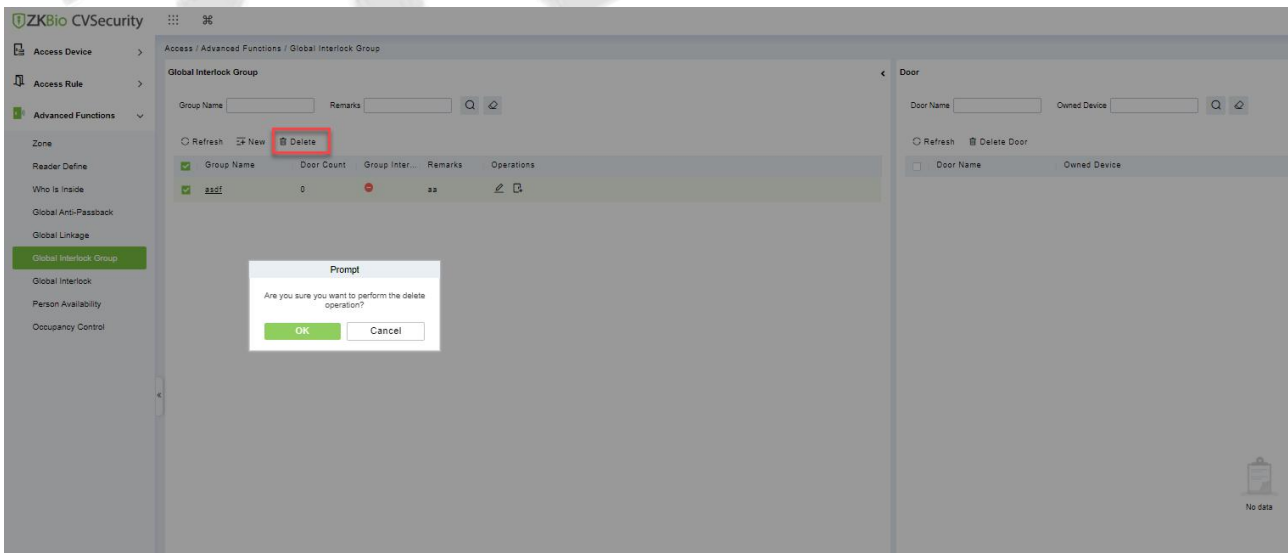 ZKBio CVSecurity
Access Device
Access Rule
Advanced Functions
Zone
Reader Define
Who Is Inside
Global Anti-Passback
Global Linkage
Global Interlock Group
Global Interlock
Person Availability
Occupancy Control
Access / Advanced Functions / Global Interlock Group
Global Interlock Group
Group Name Remarks
Refresh New Delete
Group Name Door Count Group Inter... Remarks Operations
asdf 0 aa
Prompt
Are you sure you want to perform the delete
operation?
OK Cancel
Door
Door Name Owned Device
Refresh Delete Door
Door Name Owned Device
No data